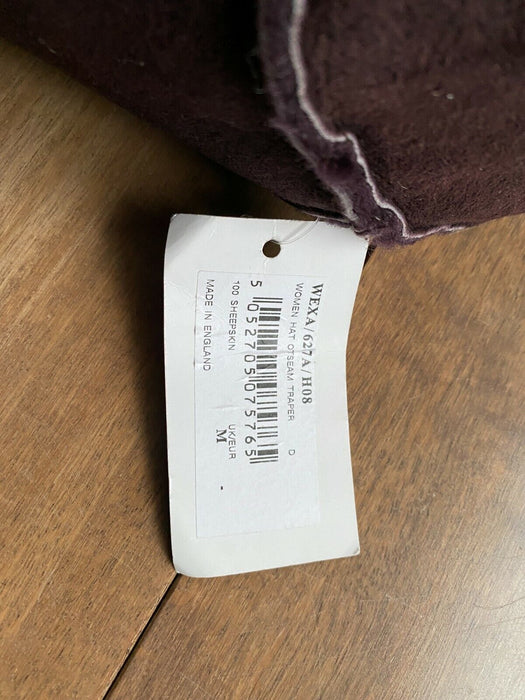 WEXA/627A/H08
WOMEN HAT OTSEAM TRAPER D
5 052705 075765
100 SHEEPSKIN UK/EUR
MADE IN ENGLAND M